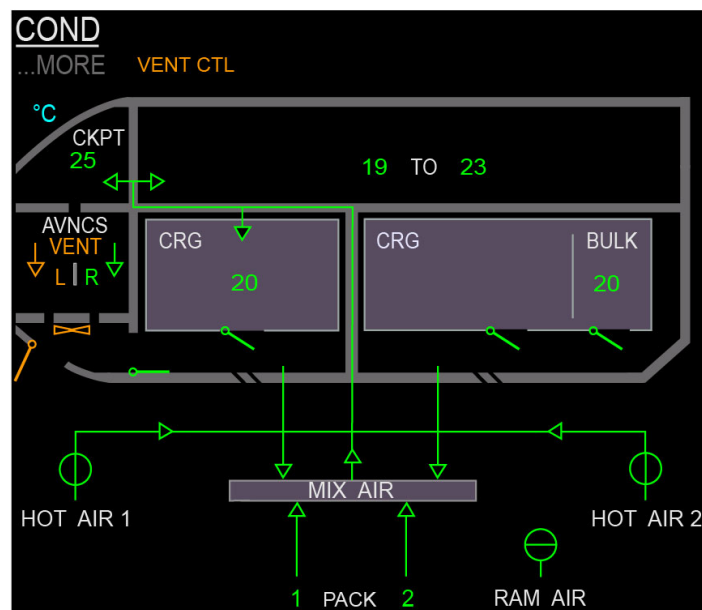 COND
...MORE VENT CTL
°C
CKPT
25 19 TO 23
AVNCS
VENT
L R
CRG CRG BULK
20 20
MIX AIR
HOT AIR 1 HOT AIR 2
1 PACK 2 RAM AIR